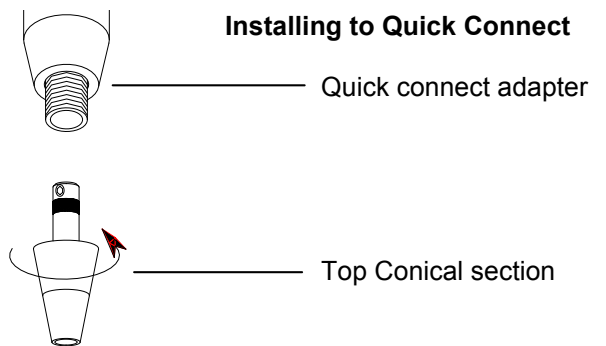 Installing to Quick Connect
Quick connect adapter
Top Conical section